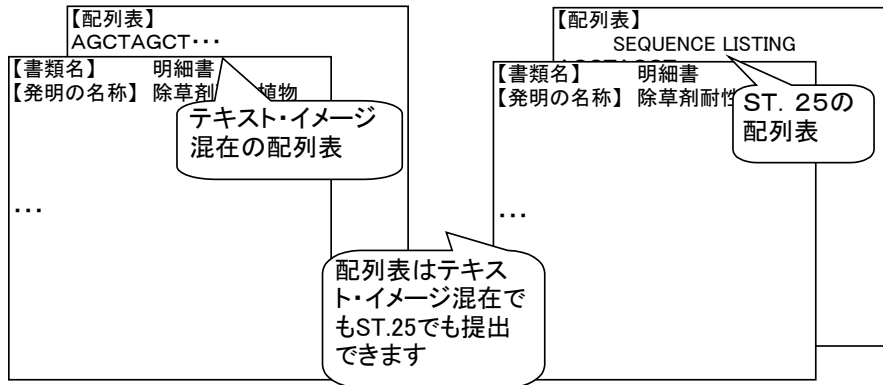 【配列表】
AGCTAGCT・・・
【書類名】 明細書
【発明の名称】 除草剤 植物
テキスト・イメージ
混在の配列表
・・・
【配列表】
SEQUENCE LISTING
【書類名】 明細書
【発明の名称】 除草剤耐性
ST．25の
配列表
・・・
配列表はテキス
ト・イメージ混在で
もST.25でも提出
できます